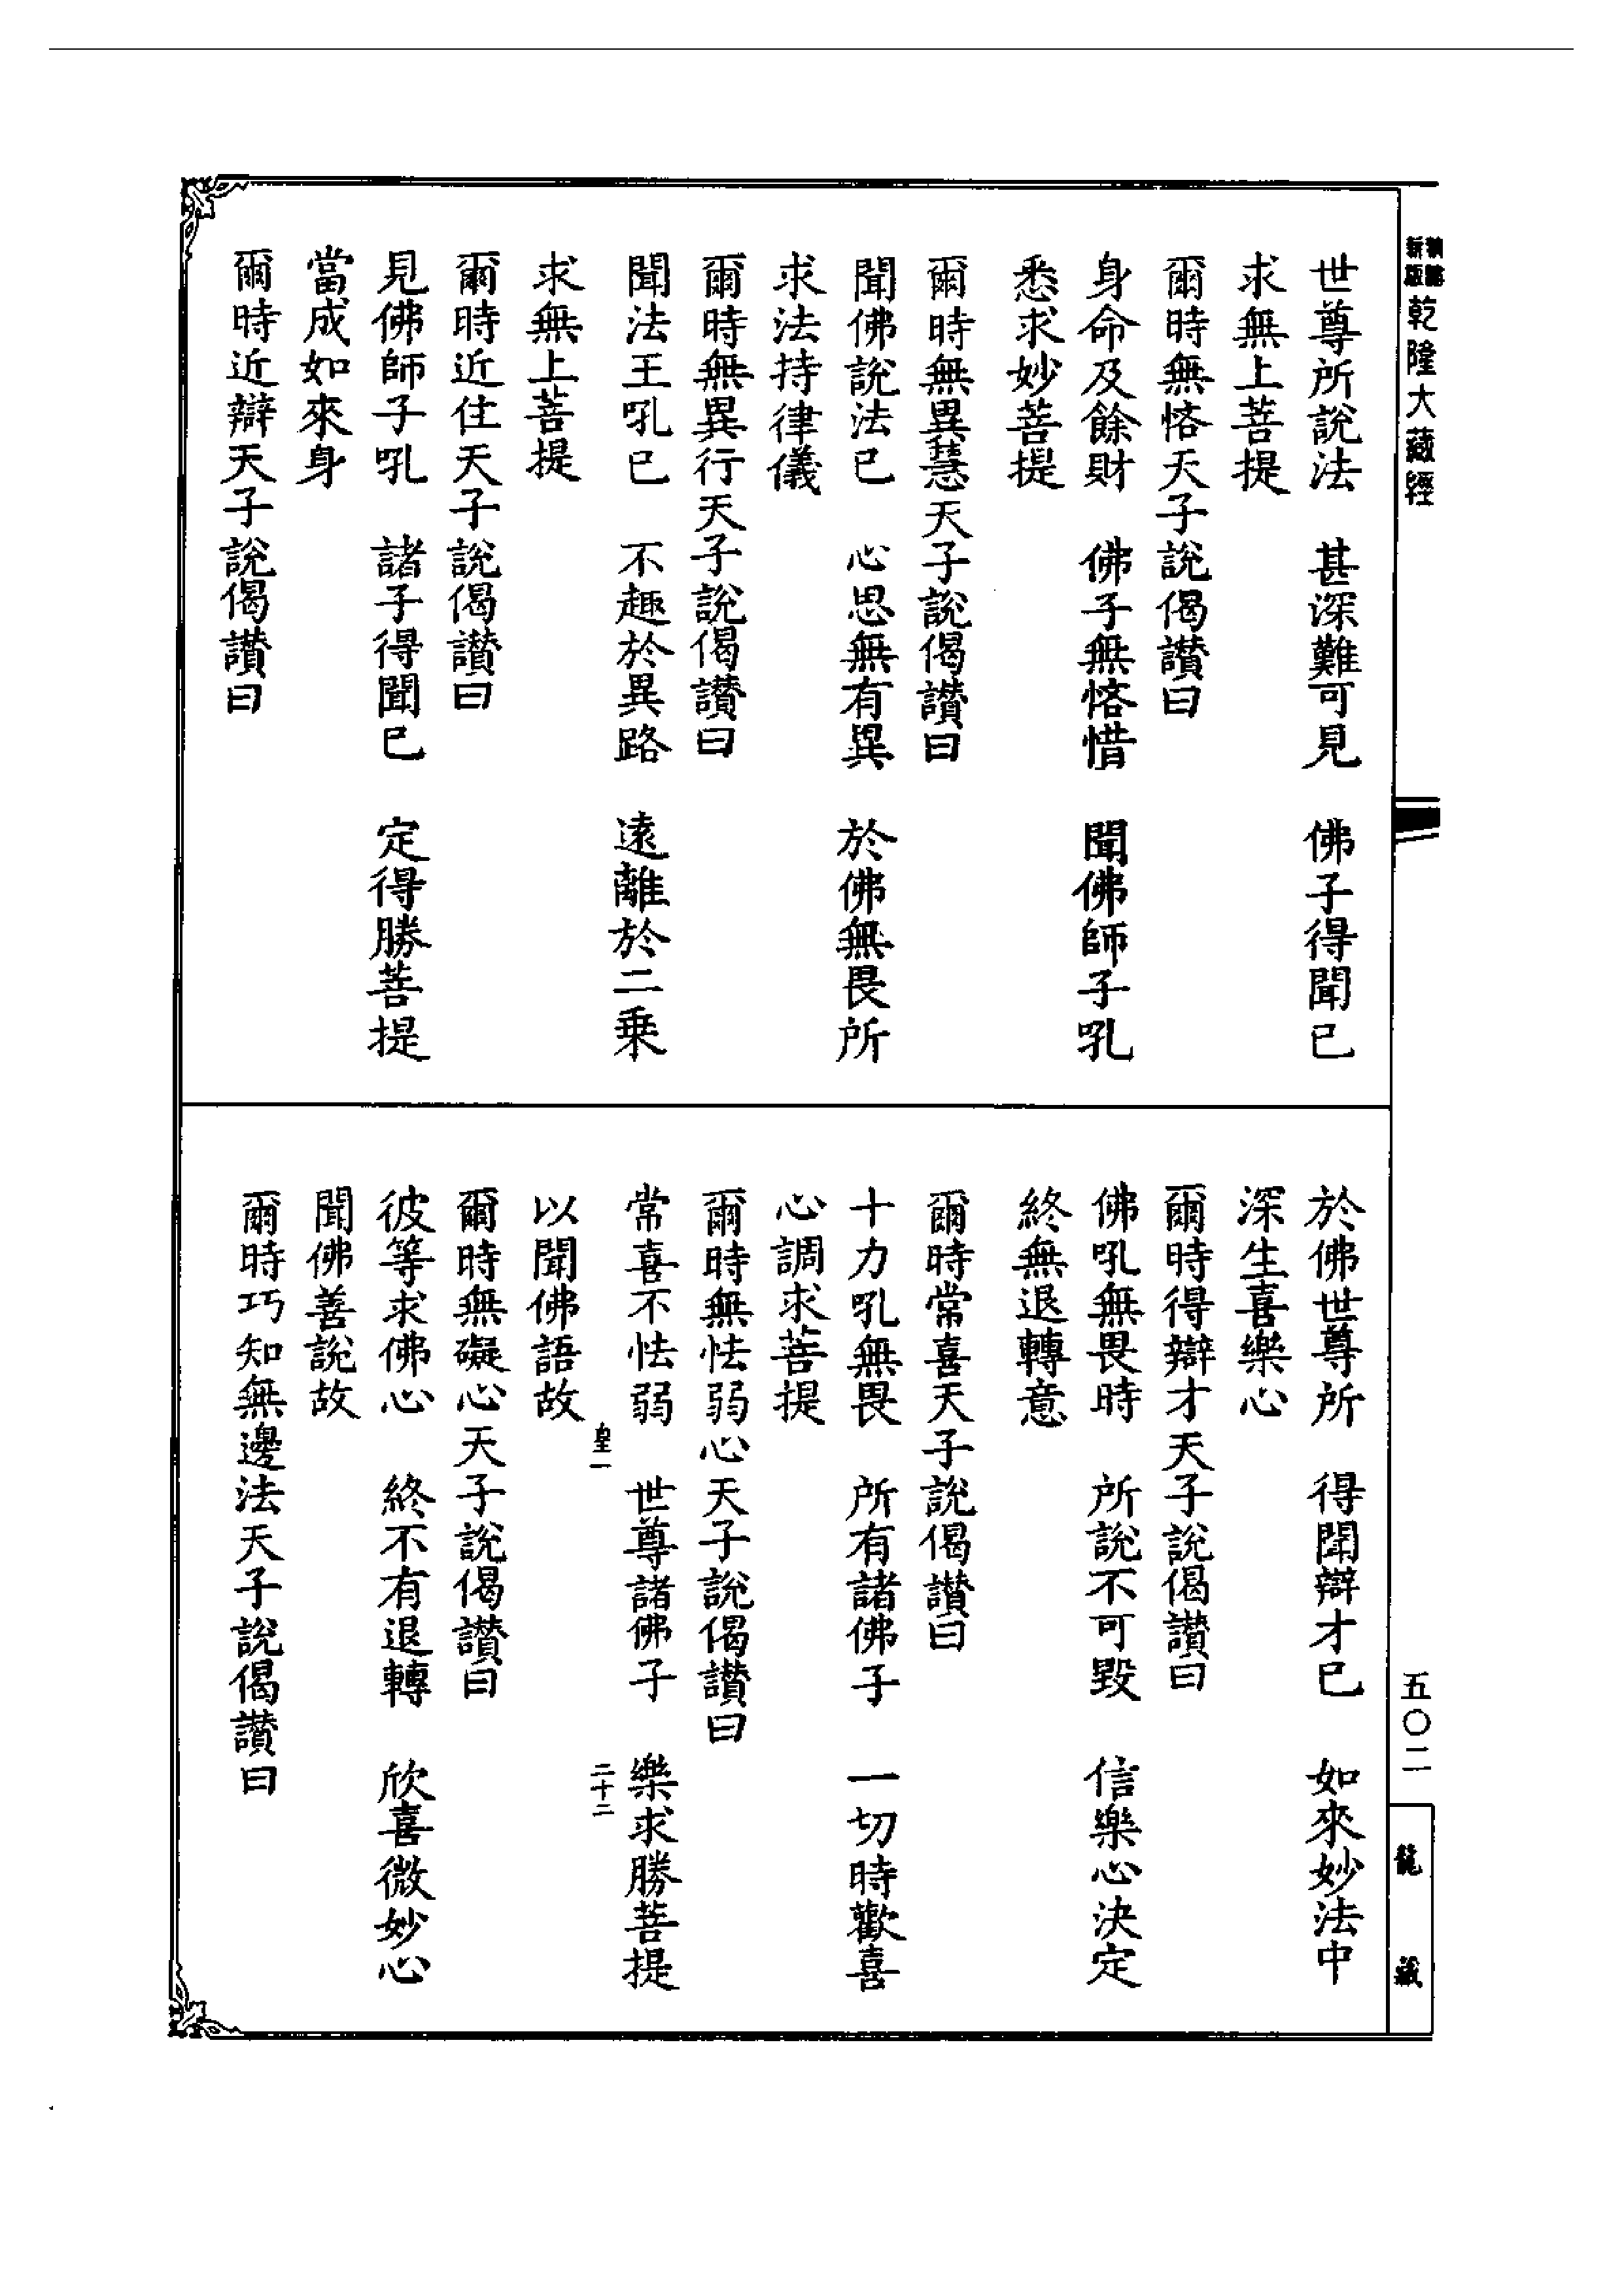 新版
精縮
乾隆大藏經
世尊所說法　甚深難可見　佛子得聞已
求無上菩提
爾時無悋天子說偈讚曰
身命及餘財　佛子無悋惜　聞佛師子吼
悉求妙菩提
爾時無異慧天子說偈讚曰
聞佛說法已　心思無有異　於佛無畏所
求法持律儀
爾時無異行天子說偈讚曰
聞法王吼已　不趣於異路　遠離於二乗
求無上菩提
爾時近住天子說偈讚曰
見佛師子吼　諸子得聞已　定得勝菩提
當成如來身
爾時近辯天子說偈讚曰
於佛世尊所　得聞辯才已　如來妙法中
深生喜樂心
爾時得辯才天子說偈讚曰
佛吼無畏時　所說不可毀　信樂心決定
終無退轉意
爾時常喜天子說偈讚曰
十力吼無畏　所有諸佛子　一切時歡喜
心調求菩提
爾時無怯弱心天子說偈讚曰
常喜不怯弱　世尊諸佛子　樂求勝菩提
皇一　二十二
以聞佛語故
爾時無礙心天子說偈讚曰
彼等求佛心　終不有退轉　欣喜微妙心
聞佛善說故
爾時巧知無邊法天子說偈讚曰
五〇二
龍藏